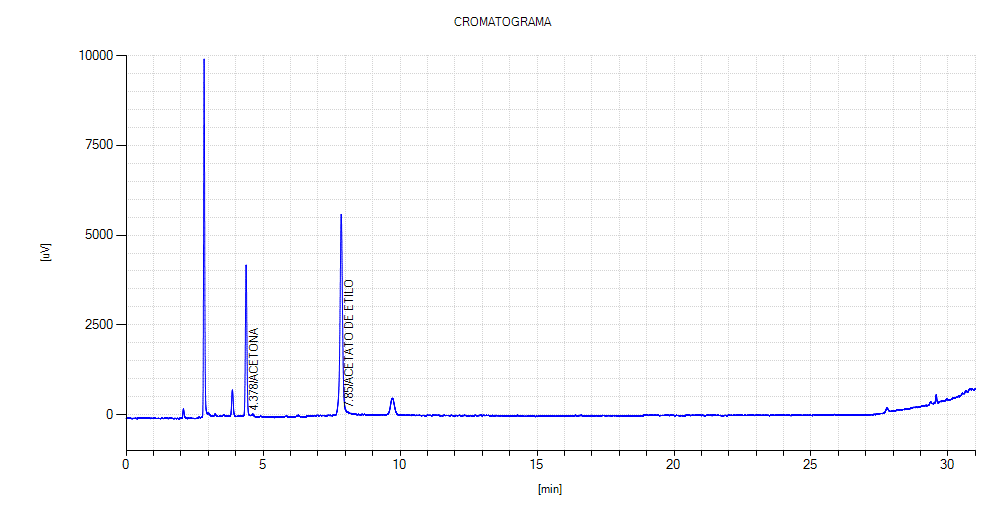 CROMATOGRAMA
10000
7500
5000
2500
0
[uV]
4.378/ACETONA
7.85/ACETATO DE ETILO
0 5 10 15 20 25 30
[min]